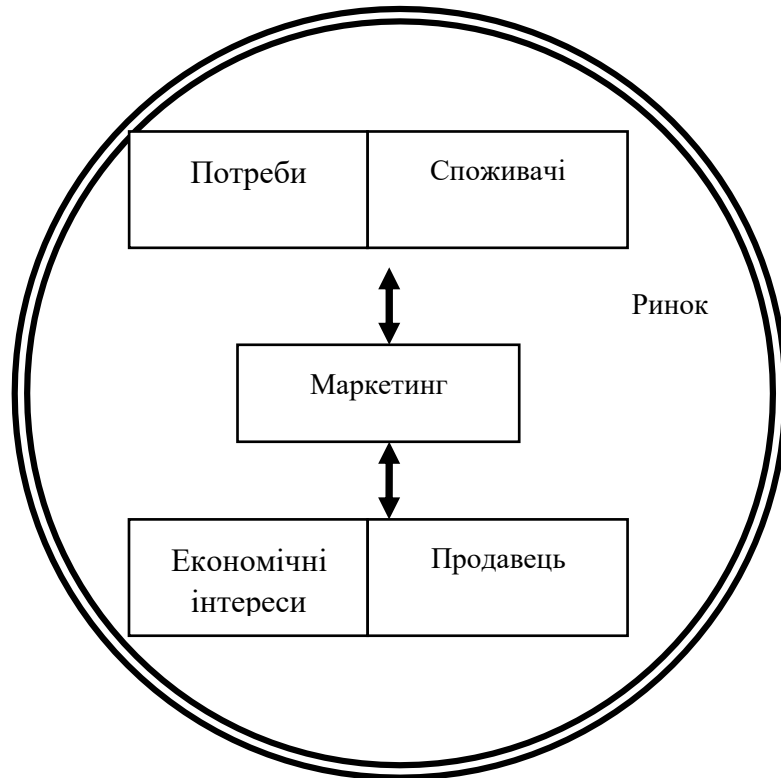 Потреби
Споживачі
Ринок
Маркетинг
Економічні
інтереси
Продавець